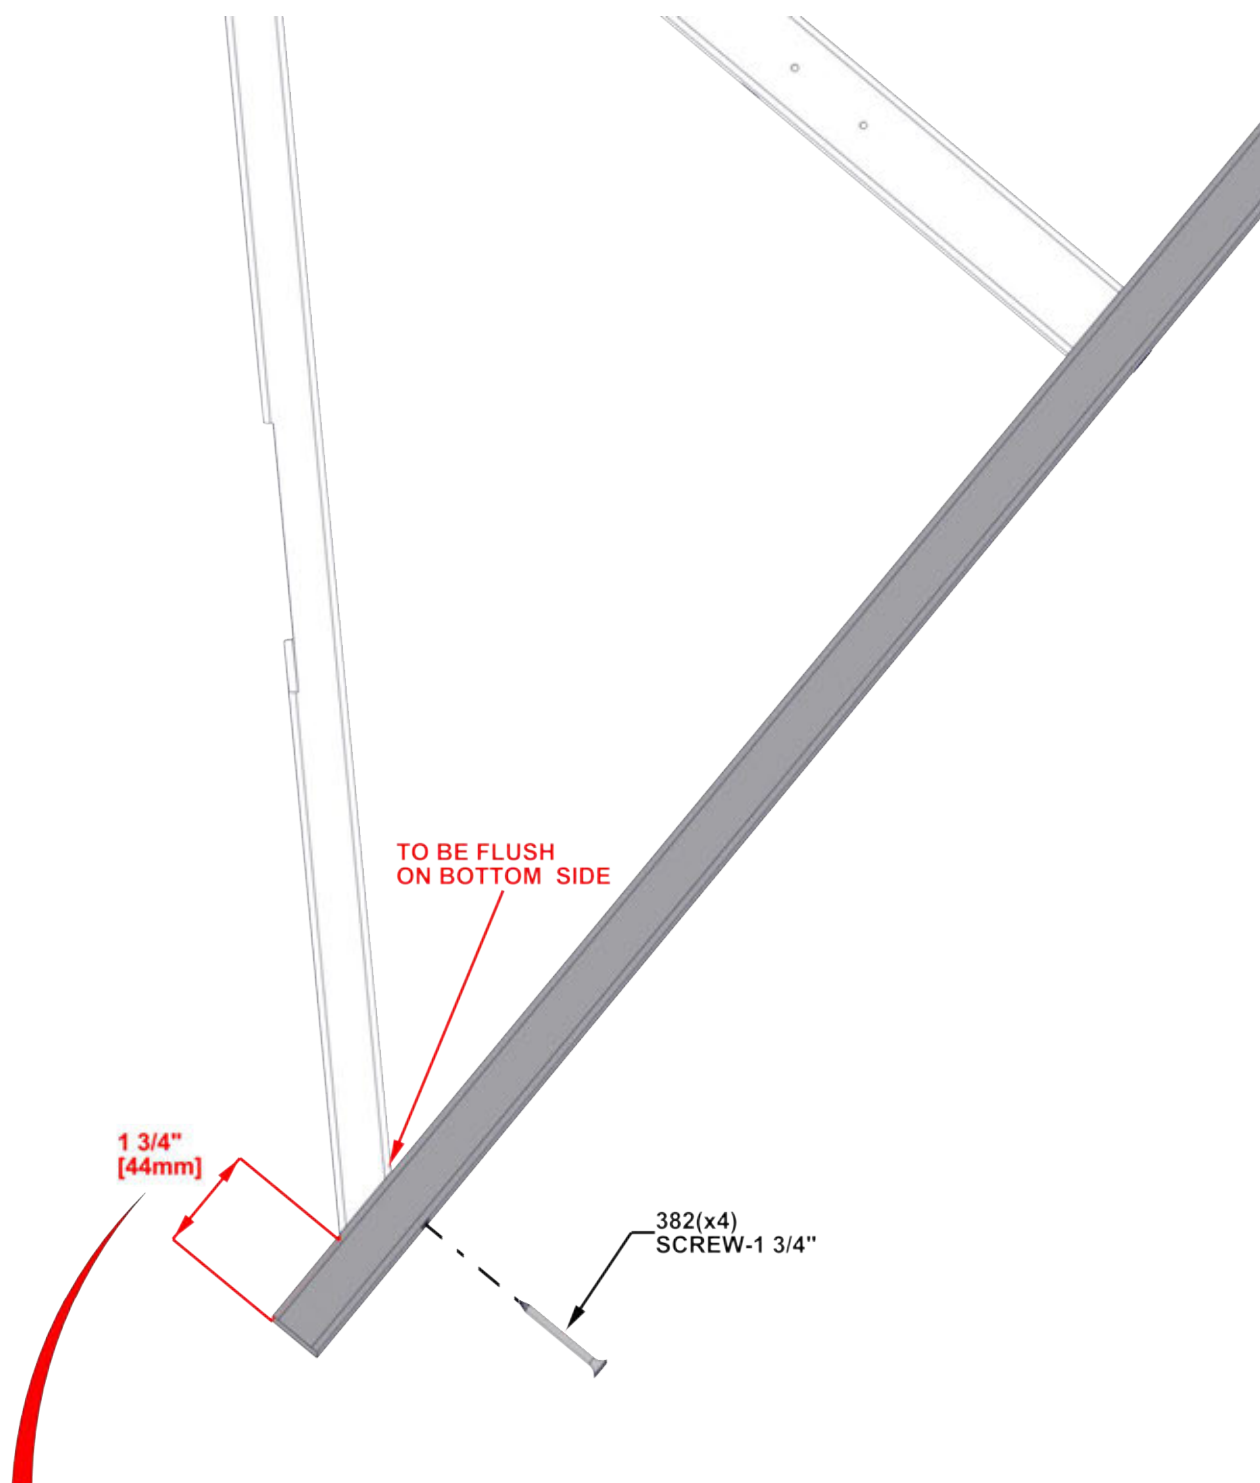 TO BE FLUSH
ON BOTTOM SIDE
1 3/4"
[44mm]
382(x4)
SCREW-1 3/4"